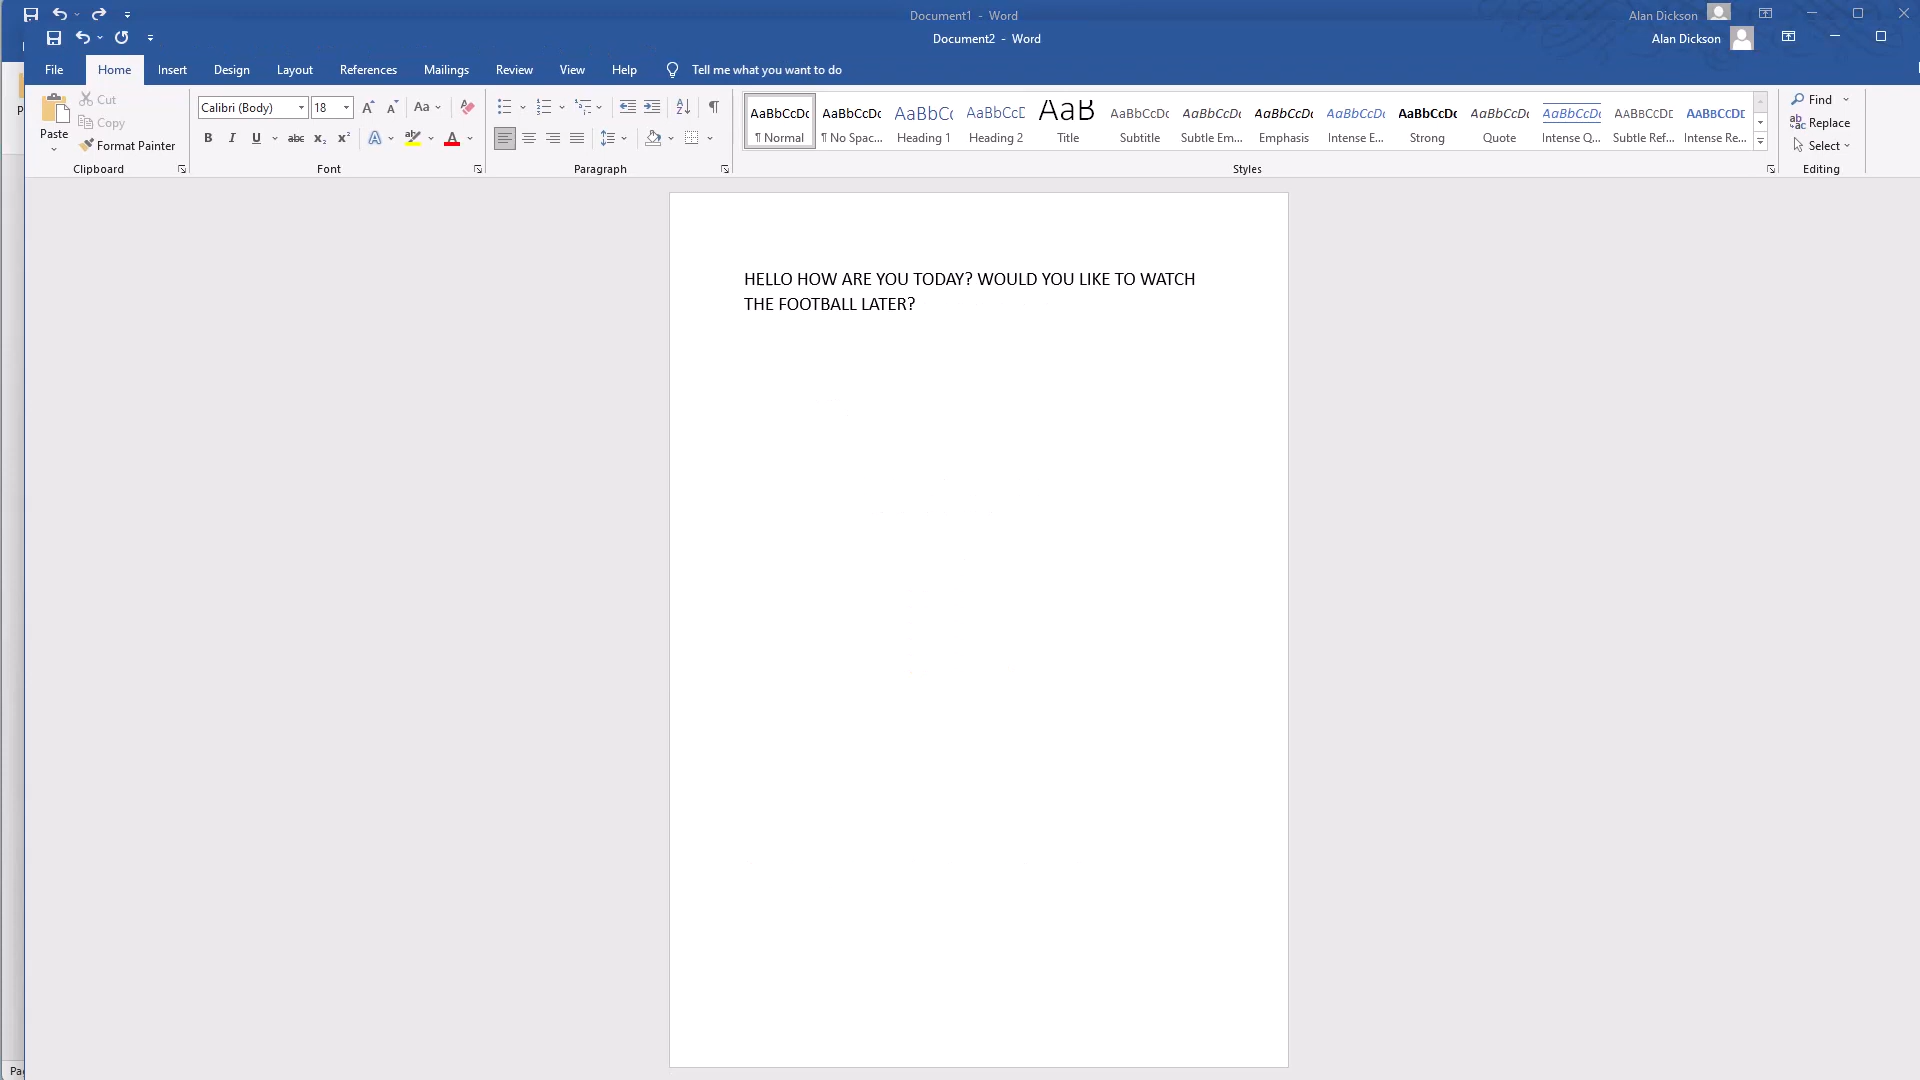 Document1 - Word
Alan Dickson
Document2 - Word
Alan Dickson
File Home Insert Design Layout References Mailings Review View Help Tell me what you want to do
Paste
Cut
Copy
Format Painter
Clipboard
Calibri (Body) 18
Font
Paragraph
AaBbCcDc AaBbCcDc AaBbCc AaBbCcD AaB AaBbCcDc AaBbCcDc AaBbCcDc AaBbCcDc AaBbCcDc AaBbCcDc AaBbCcDc AABBCCDD AABBCCDD
¶ Normal ¶ No Spac... Heading 1 Heading 2 Title Subtitle Subtle Em... Emphasis Intense E... Strong Quote Intense Q... Subtle Ref... Intense Re...
Styles
Find
Replace
Select
Editing
HELLO HOW ARE YOU TODAY? WOULD YOU LIKE TO WATCH
THE FOOTBALL LATER?